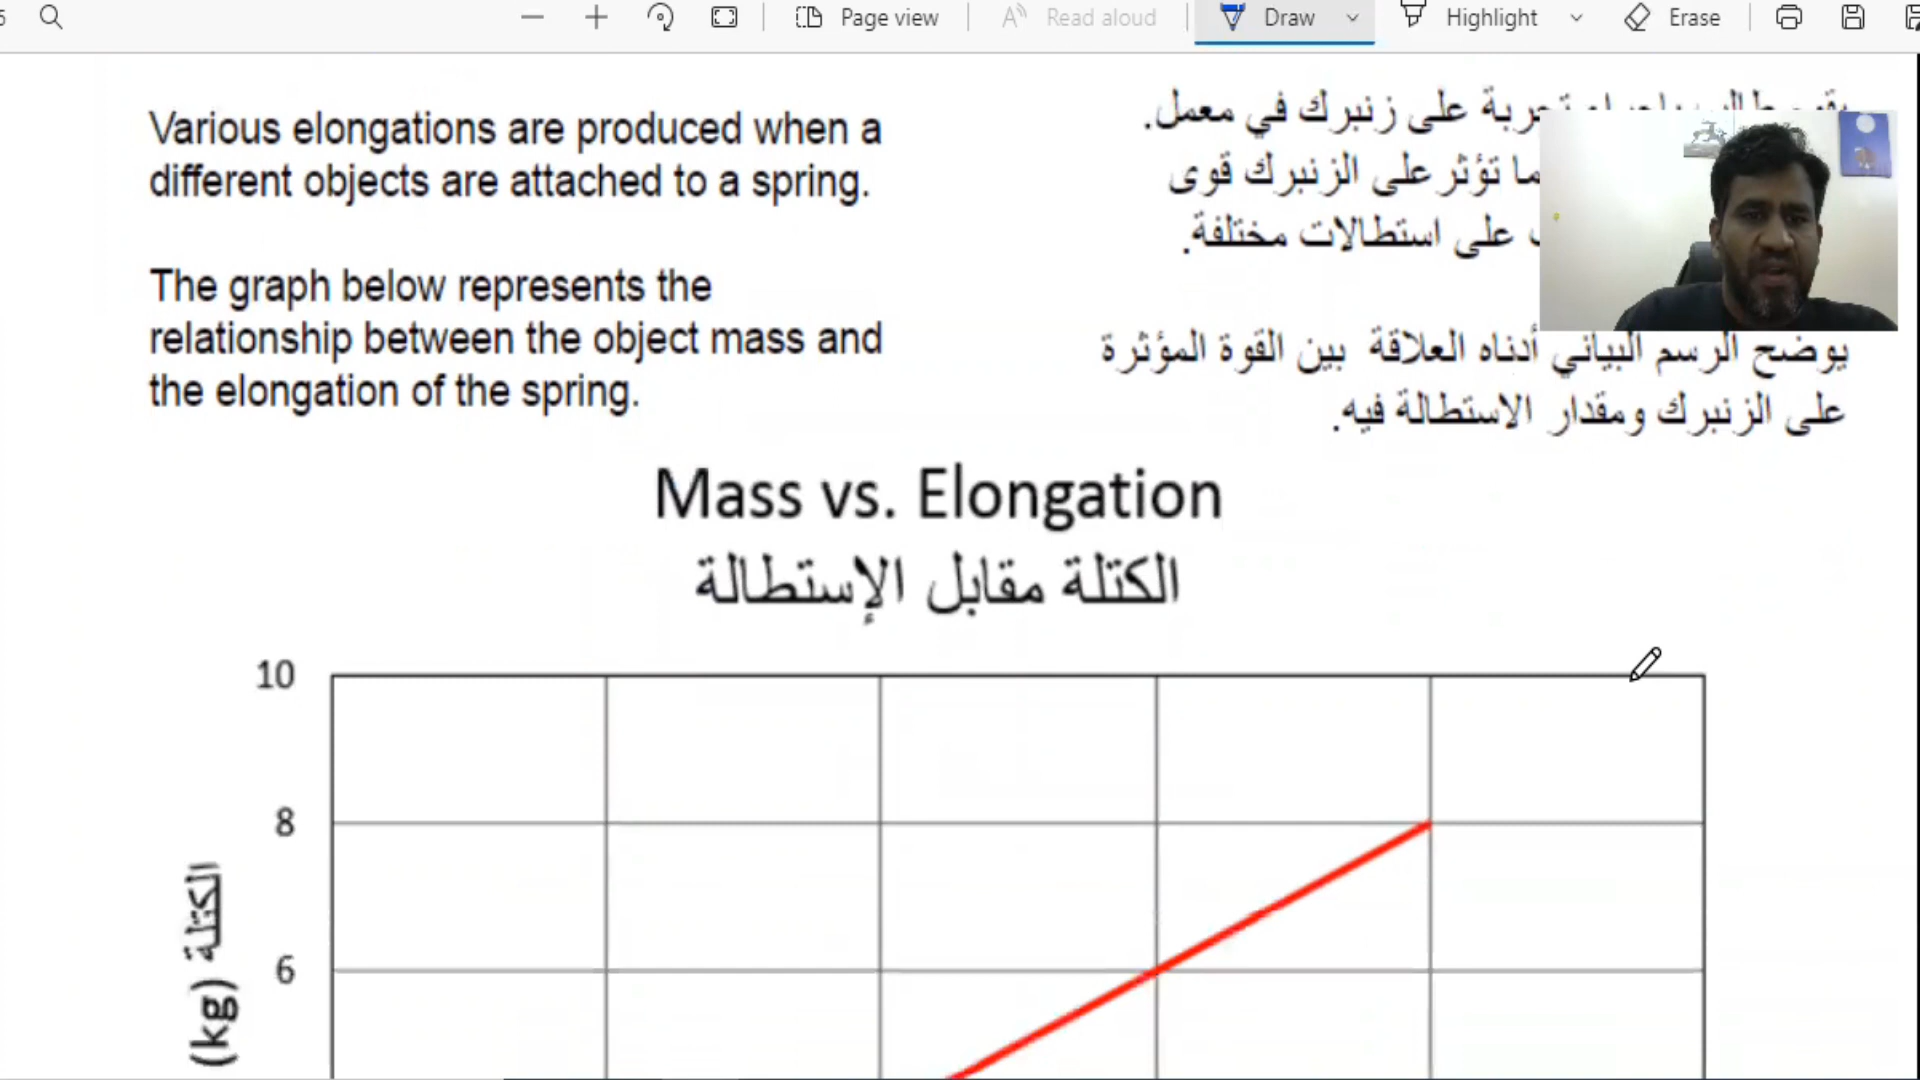 Page view
Read aloud
Draw
Highlight
Erase
Various elongations are produced when a
different objects are attached to a spring.
The graph below represents the
relationship between the object mass and
the elongation of the spring.
تجربة على زنبرك في معمل.
تؤثر على الزنبرك قوى
على استطالات مختلفة.
يوضح الرسم البياني أدناه العلاقة بين القوة المؤثرة
على الزنبرك ومقدار الاستطالة فيه.
Mass vs. Elongation
الكتلة مقابل الإستطالة
10
8
6
الكتلة (kg)